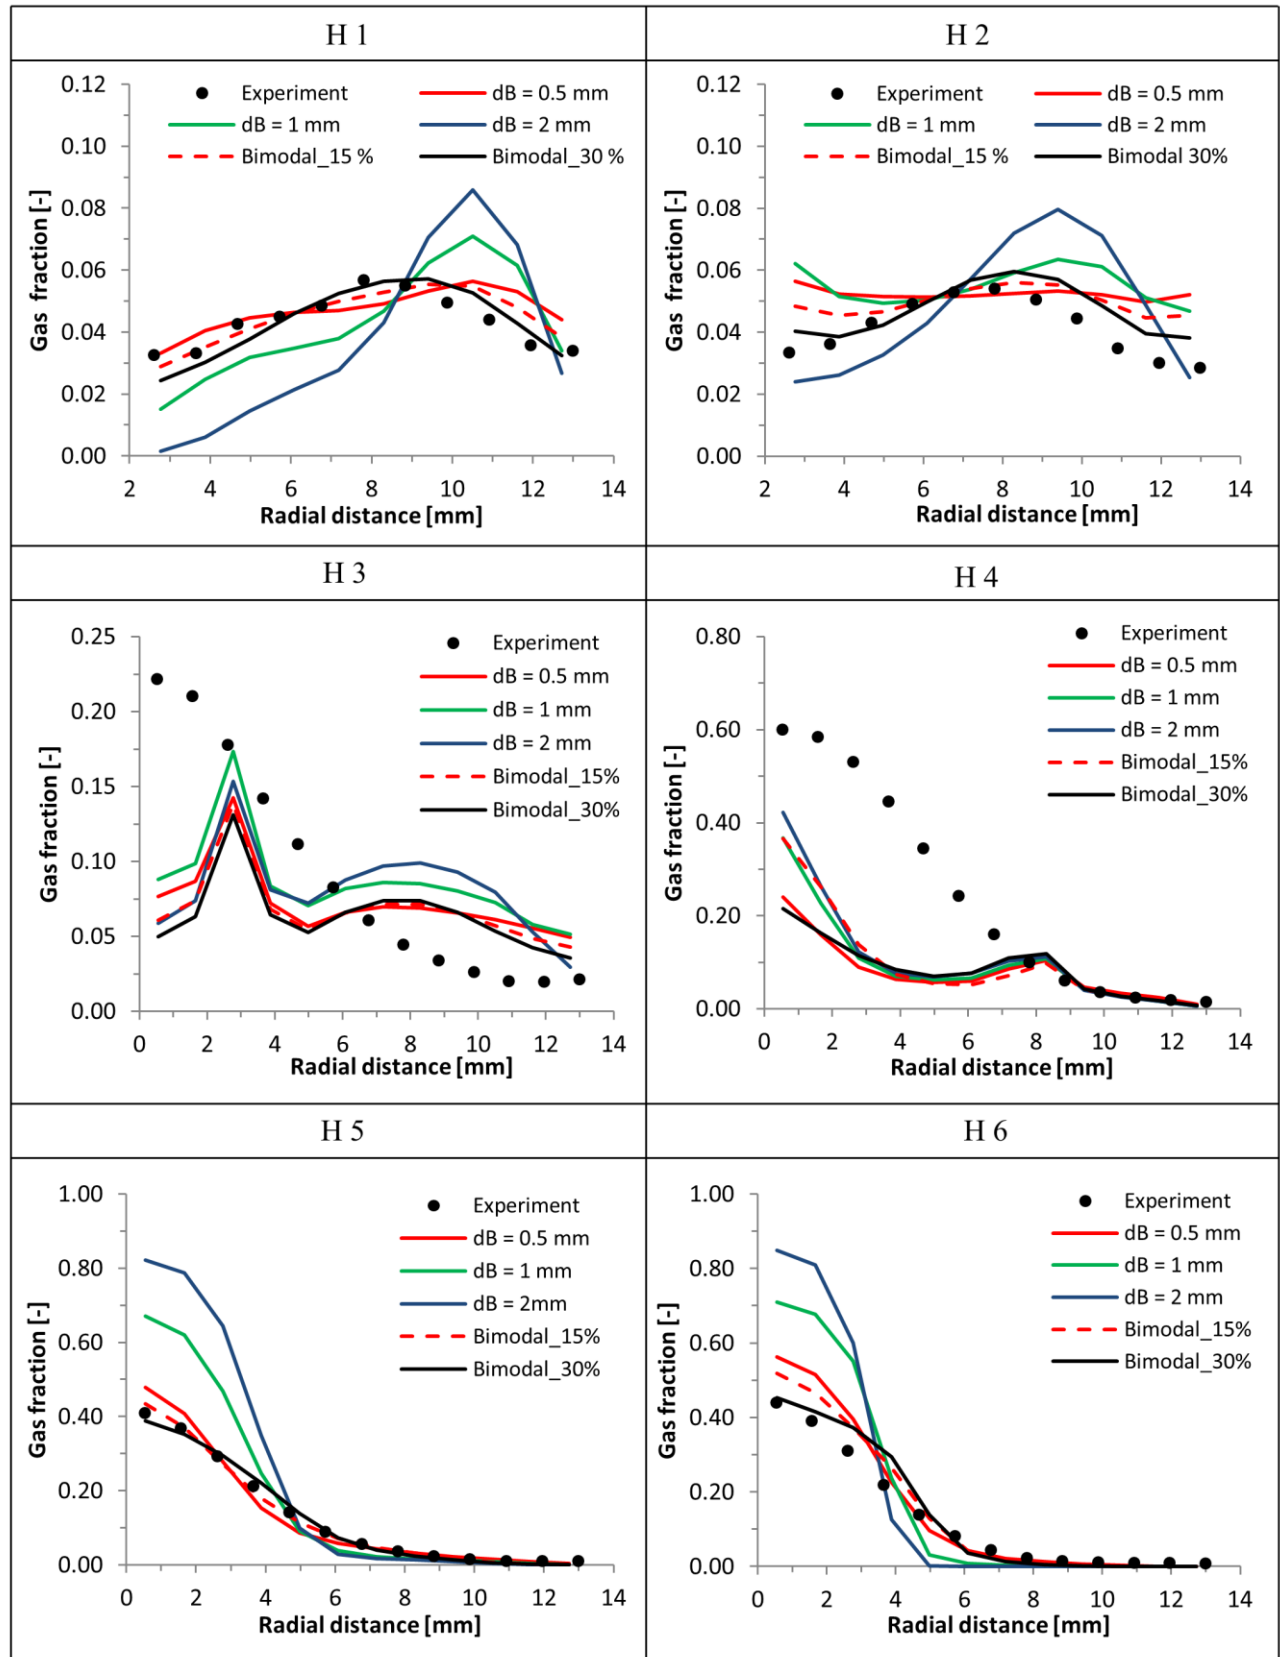 H 1
H 2
0.12
0.10
0.08
0.06
0.04
0.02
0.00
Gas fraction [-]
Experiment
dB = 0.5 mm
dB = 1 mm
dB = 2 mm
Bimodal_15 %
Bimodal_30 %
2 4 6 8 10 12 14
Radial distance [mm]
0.12
0.10
0.08
0.06
0.04
0.02
0.00
Gas fraction [-]
Experiment
dB = 0.5 mm
dB = 1 mm
dB = 2 mm
Bimodal_15 %
Bimodal 30%
2 4 6 8 10 12 14
Radial distance [mm]
H 3
H 4
0.25
0.20
0.15
0.10
0.05
0.00
Gas fraction [-]
Experiment
dB = 0.5 mm
dB = 1 mm
dB = 2 mm
Bimodal_15%
Bimodal_30%
0 2 4 6 8 10 12 14
Radial distance [mm]
0.80
0.60
0.40
0.20
0.00
Gas fraction [-]
Experiment
dB = 0.5 mm
dB = 1 mm
dB = 2 mm
Bimodal_15%
Bimodal_30%
0 2 4 6 8 10 12 14
Radial distance [mm]
H 5
H 6
1.00
0.80
0.60
0.40
0.20
0.00
Gas fraction [-]
Experiment
dB = 0.5 mm
dB = 1 mm
dB = 2mm
Bimodal_15%
Bimodal_30%
0 2 4 6 8 10 12 14
Radial distance [mm]
1.00
0.80
0.60
0.40
0.20
0.00
Gas fraction [-]
Experiment
dB = 0.5 mm
dB = 1 mm
dB = 2 mm
Bimodal_15%
Bimodal_30%
0 2 4 6 8 10 12 14
Radial distance [mm]